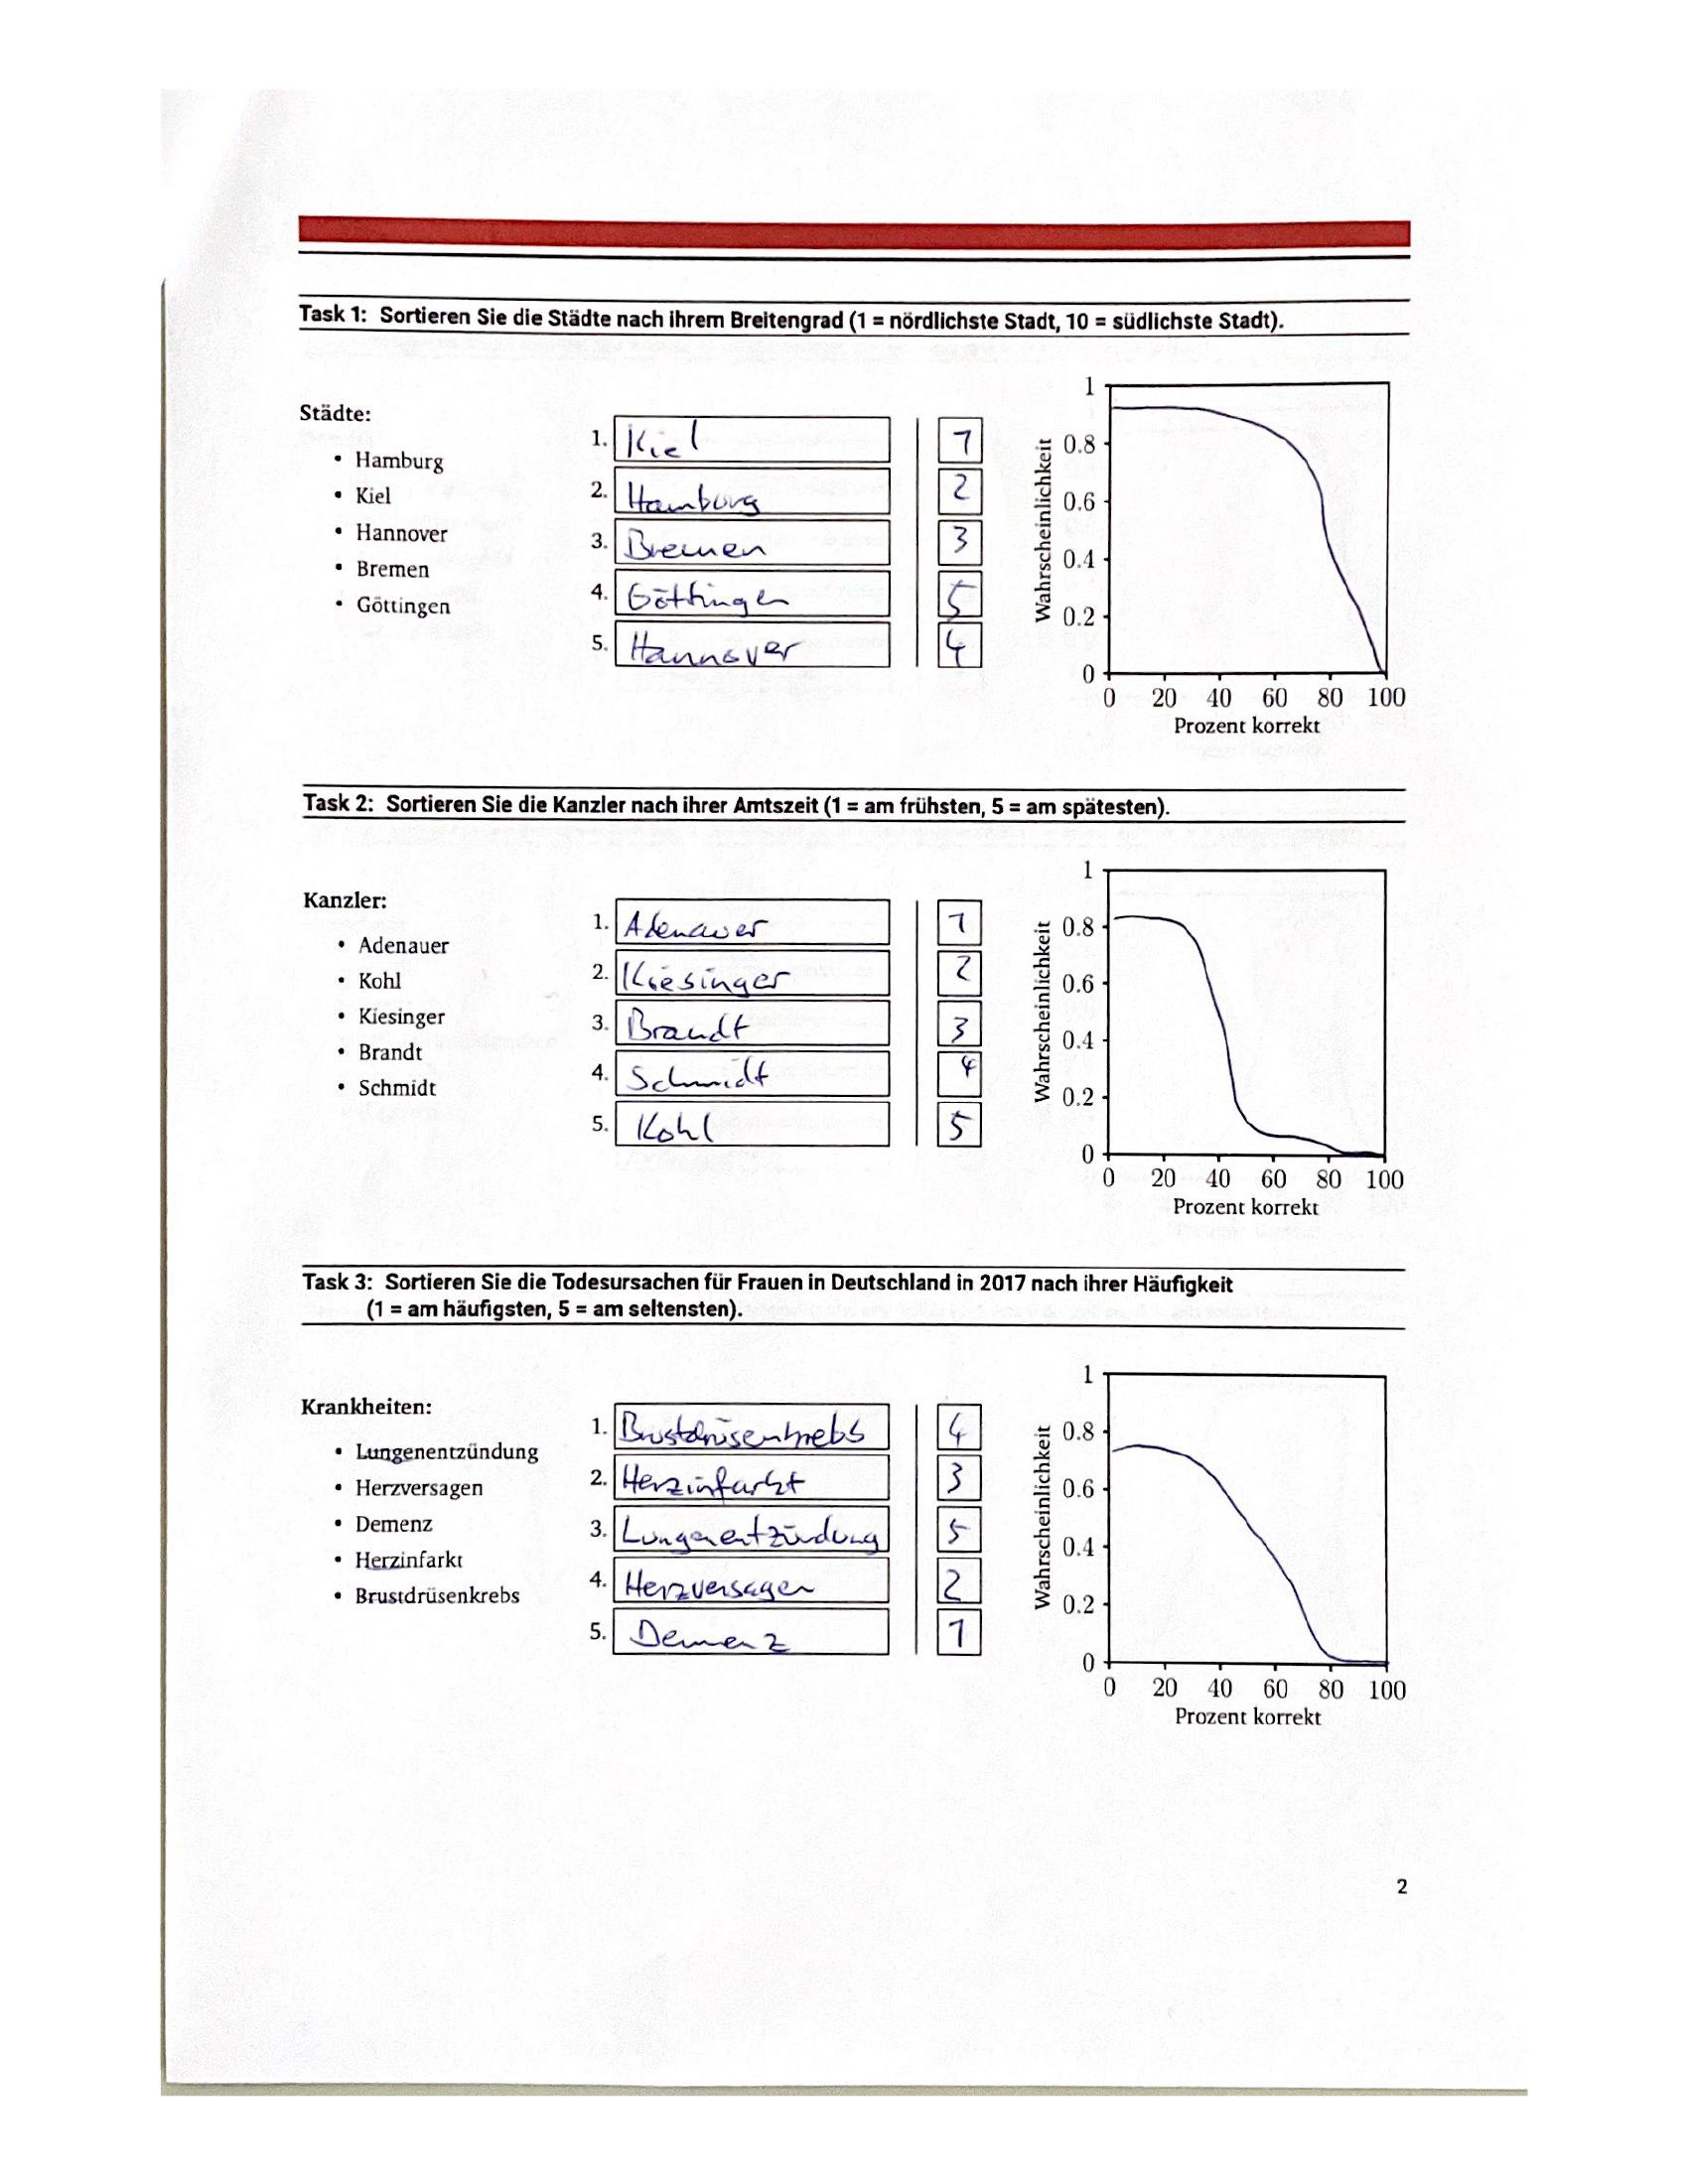 Task 1: Sortieren Sie die Städte nach ihrem Breitengrad (1 = nördlichste Stadt, 10 = südlichste Stadt).
Städte:
• Hamburg
• Kiel
• Hannover
• Bremen
• Göttingen
1. Kiel 1
2. Hamburg 2
3. Bremen 3
4. Göttingen 5
5. Hannover 4
Wahrscheinlichkeit
1
0.8
0.6
0.4
0.2
0
0 20 40 60 80 100
Prozent korrekt
Task 2: Sortieren Sie die Kanzler nach ihrer Amtszeit (1 = am frühsten, 5 = am spätesten).
Kanzler:
• Adenauer
• Kohl
• Kiesinger
• Brandt
• Schmidt
1. Adenauer 1
2. Kiesinger 2
3. Brandt 3
4. Schmidt 4
5. Kohl 5
Wahrscheinlichkeit
1
0.8
0.6
0.4
0.2
0
0 20 40 60 80 100
Prozent korrekt
Task 3: Sortieren Sie die Todesursachen für Frauen in Deutschland in 2017 nach ihrer Häufigkeit
(1 = am häufigsten, 5 = am seltensten).
Krankheiten:
• Lungenentzündung
• Herzversagen
• Demenz
• Herzinfarkt
• Brustdrüsenkrebs
1. Brustdrüsenkrebs 4
2. Herzinfarkt 3
3. Lungenentzündung 5
4. Herzversagen 2
5. Demenz 1
Wahrscheinlichkeit
1
0.8
0.6
0.4
0.2
0
0 20 40 60 80 100
Prozent korrekt
2